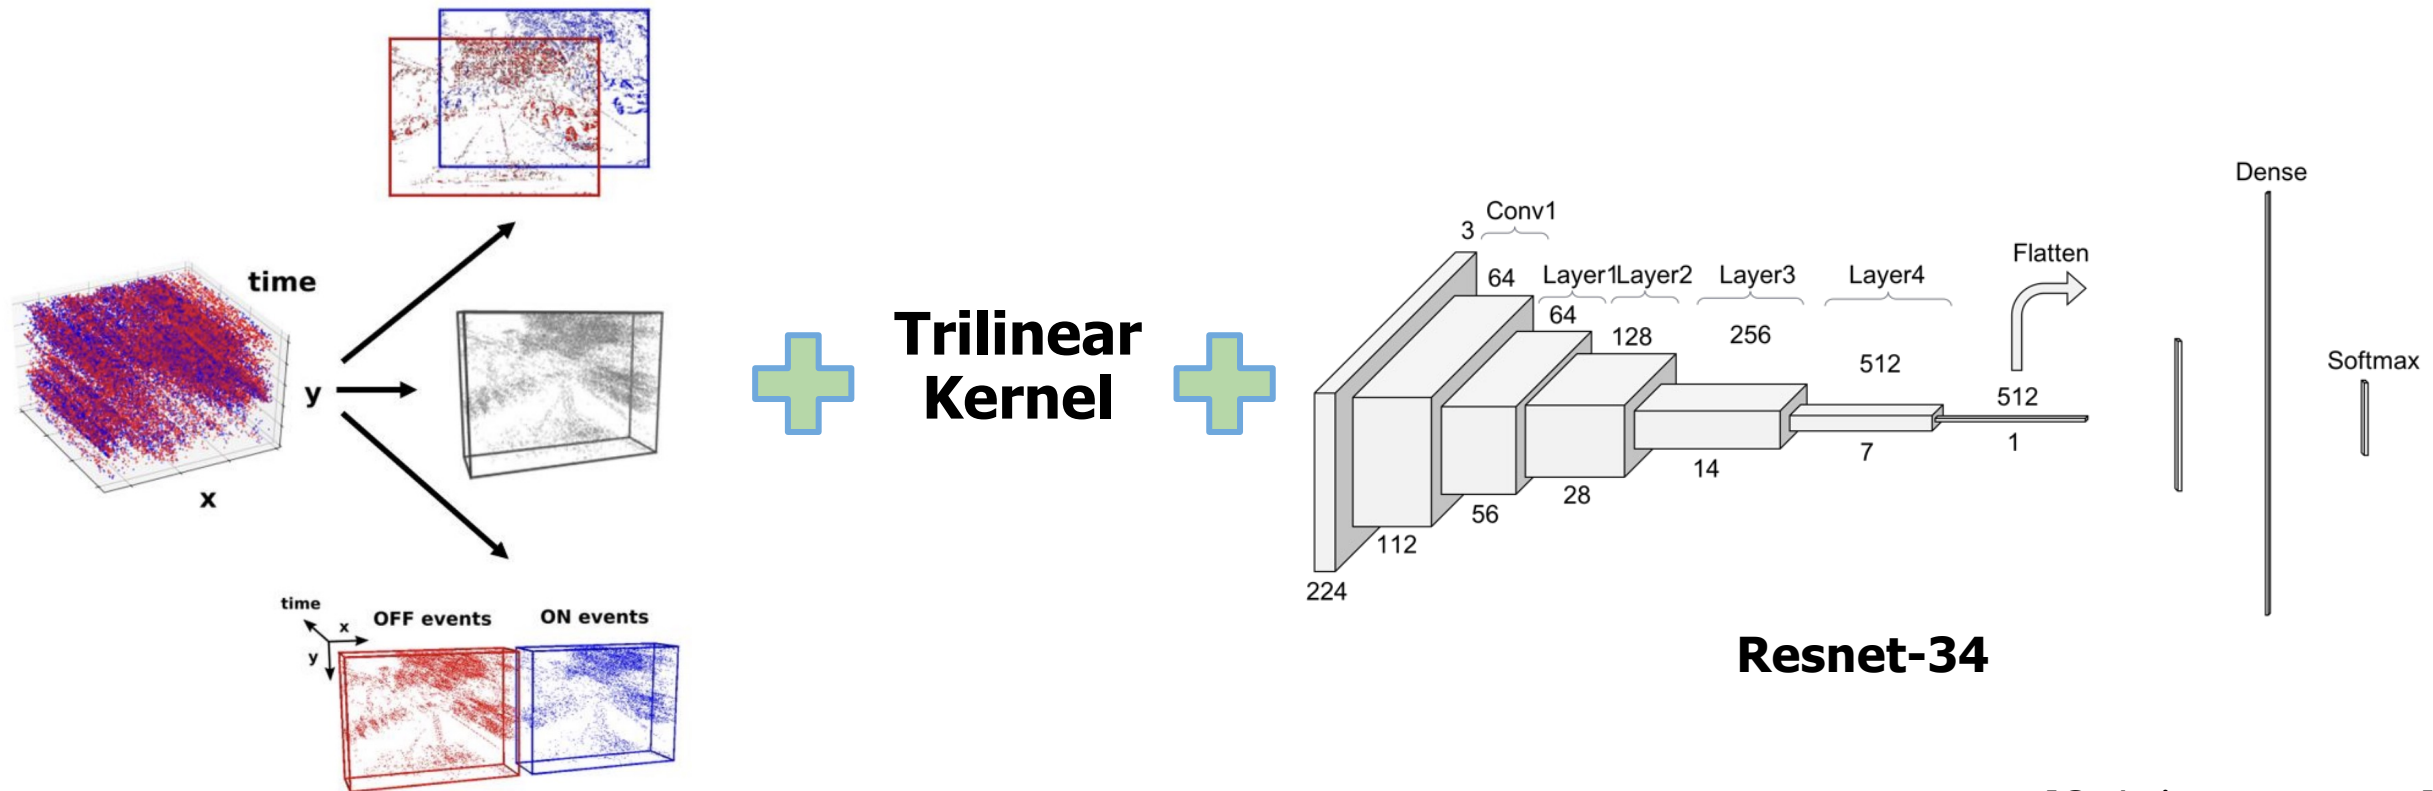 time
y
x
time
x
y
OFF events
ON events
Trilinear
Kernel
3
Conv1
64
Layer1
Layer2
Layer3
Layer4
64
128
256
512
512
Flatten
Dense
Softmax
224
112
56
28
14
7
1
Resnet-34